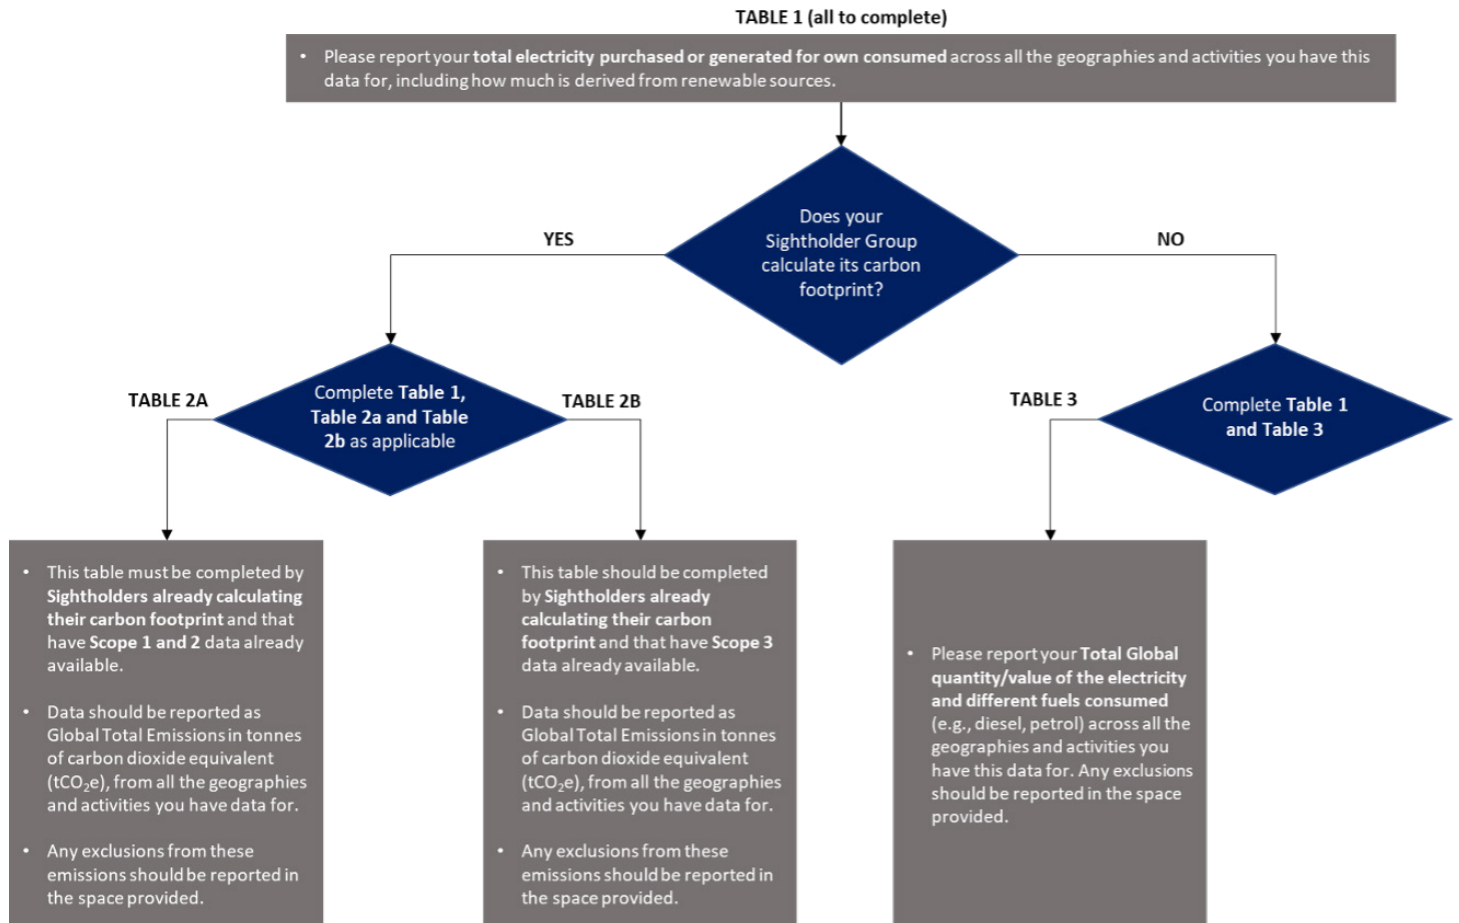 TABLE 1 (all to complete)
• Please report your total electricity purchased or generated for own consumed across all the geographies and activities you have this
data for, including how much is derived from renewable sources.
Does your
Sightholder Group
calculate its carbon
footprint?
YES
NO
TABLE 2A
Complete Table 1,
Table 2a and Table
2b as applicable
TABLE 2B
TABLE 3
Complete Table 1
and Table 3
• This table must be completed by
Sightholders already calculating
their carbon footprint and that
have Scope 1 and 2 data already
available.
• Data should be reported as
Global Total Emissions in tonnes
of carbon dioxide equivalent
(tCO₂e), from all the geographies
and activities you have data for.
• Any exclusions from these
emissions should be reported in
the space provided.
• This table should be completed
by Sightholders already
calculating their carbon
footprint and that have Scope 3
data already available.
• Data should be reported as
Global Total Emissions in tonnes
of carbon dioxide equivalent
(tCO₂e), from all the geographies
and activities you have data for.
• Any exclusions from these
emissions should be reported in
the space provided.
• Please report your Total Global
quantity/value of the electricity
and different fuels consumed
(e.g., diesel, petrol) across all the
geographies and activities you
have this data for. Any exclusions
should be reported in the space
provided.